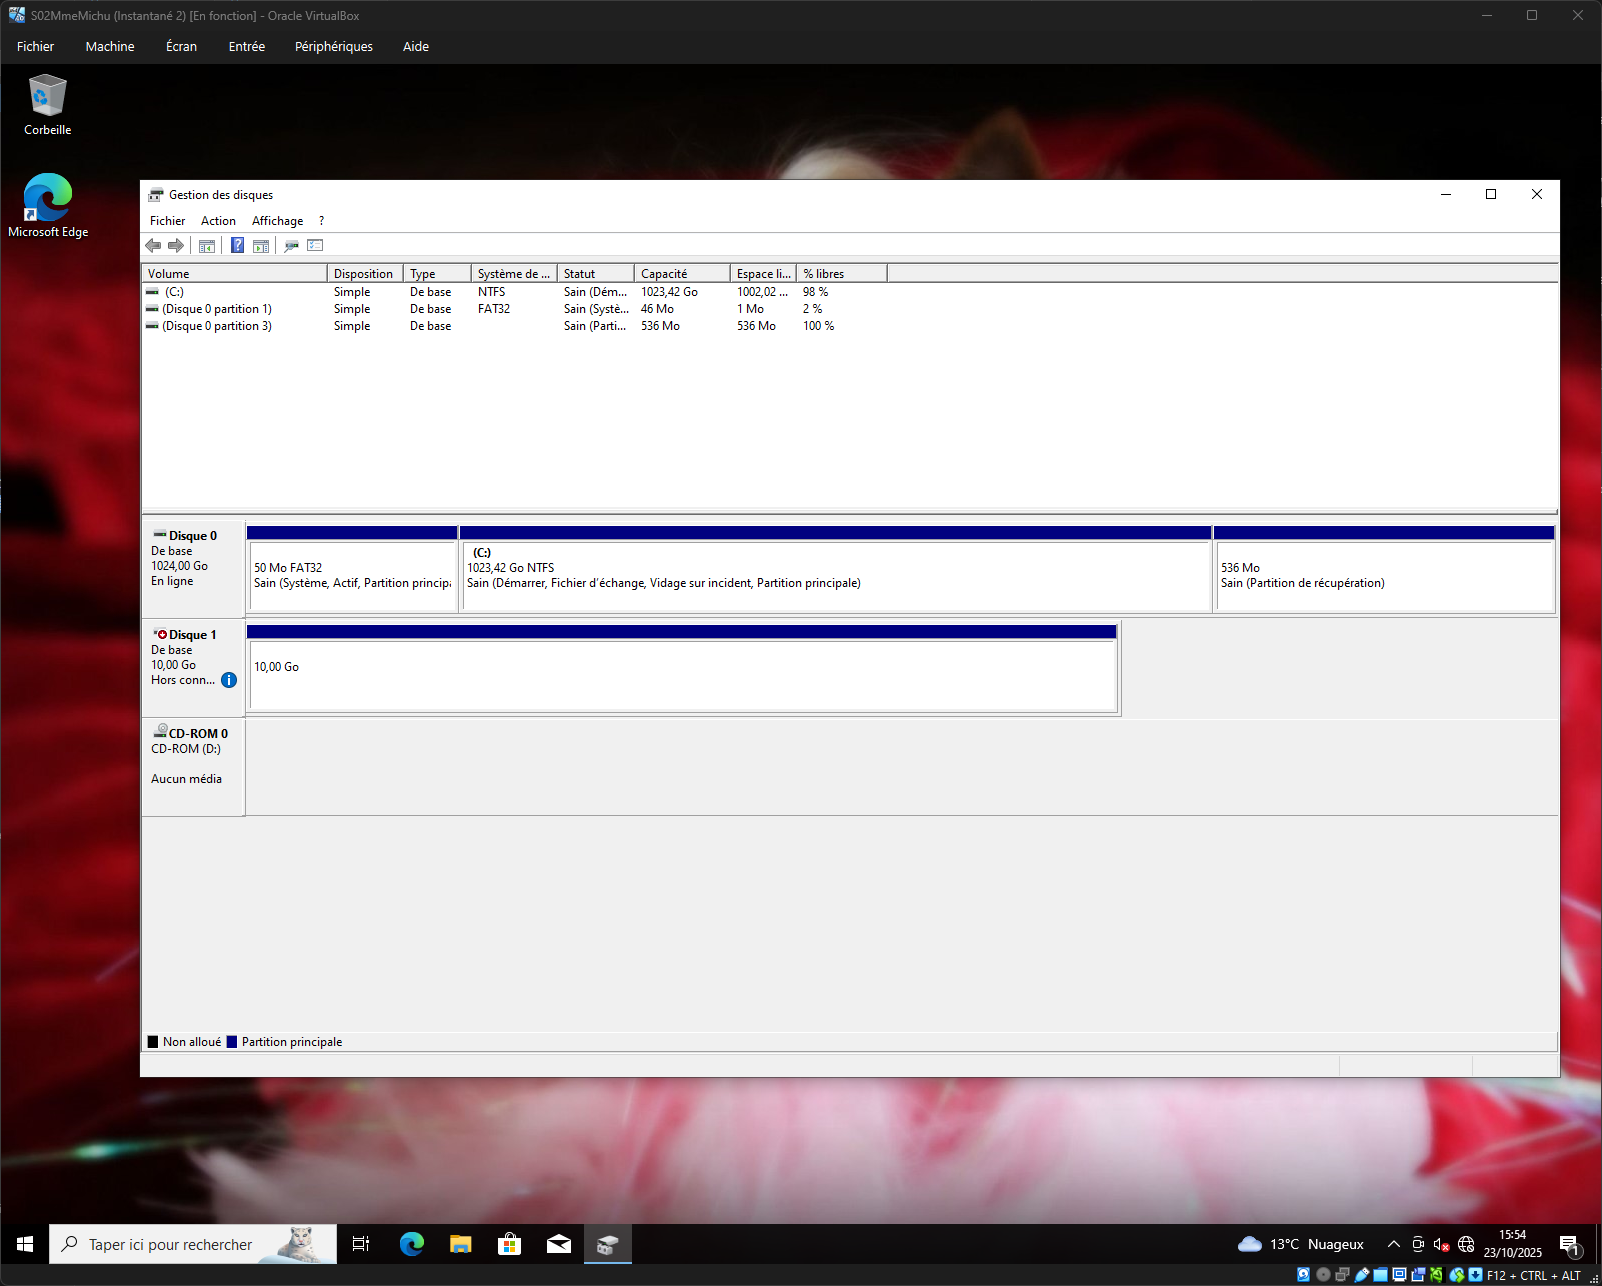 S02MmeMichu (Instantané 2) [En fonction] - Oracle VirtualBox
Fichier Machine Écran Entrée Périphériques Aide
Corbeille
Microsoft Edge
Gestion des disques
Fichier Action Affichage ?
Volume Disposition Type Système de ... Statut Capacité Espace li... % libres
(C:) Simple De base NTFS Sain (Dém... 1023,42 Go 1002,02 ... 98 %
(Disque 0 partition 1) Simple De base FAT32 Sain (Systè... 46 Mo 1 Mo 2 %
(Disque 0 partition 3) Simple De base Sain (Parti... 536 Mo 536 Mo 100 %
Disque 0
De base
1024,00 Go
En ligne
50 Mo FAT32
Sain (Système, Actif, Partition princip
(C:)
1023,42 Go NTFS
Sain (Démarrer, Fichier d’échange, Vidage sur incident, Partition principale)
536 Mo
Sain (Partition de récupération)
Disque 1
De base
10,00 Go
Hors conn...
10,00 Go
CD-ROM 0
CD-ROM (D:)
Aucun média
Non alloué Partition principale
Taper ici pour rechercher
13°C Nuageux
15:54
23/10/2025
1
F12 + CTRL + ALT